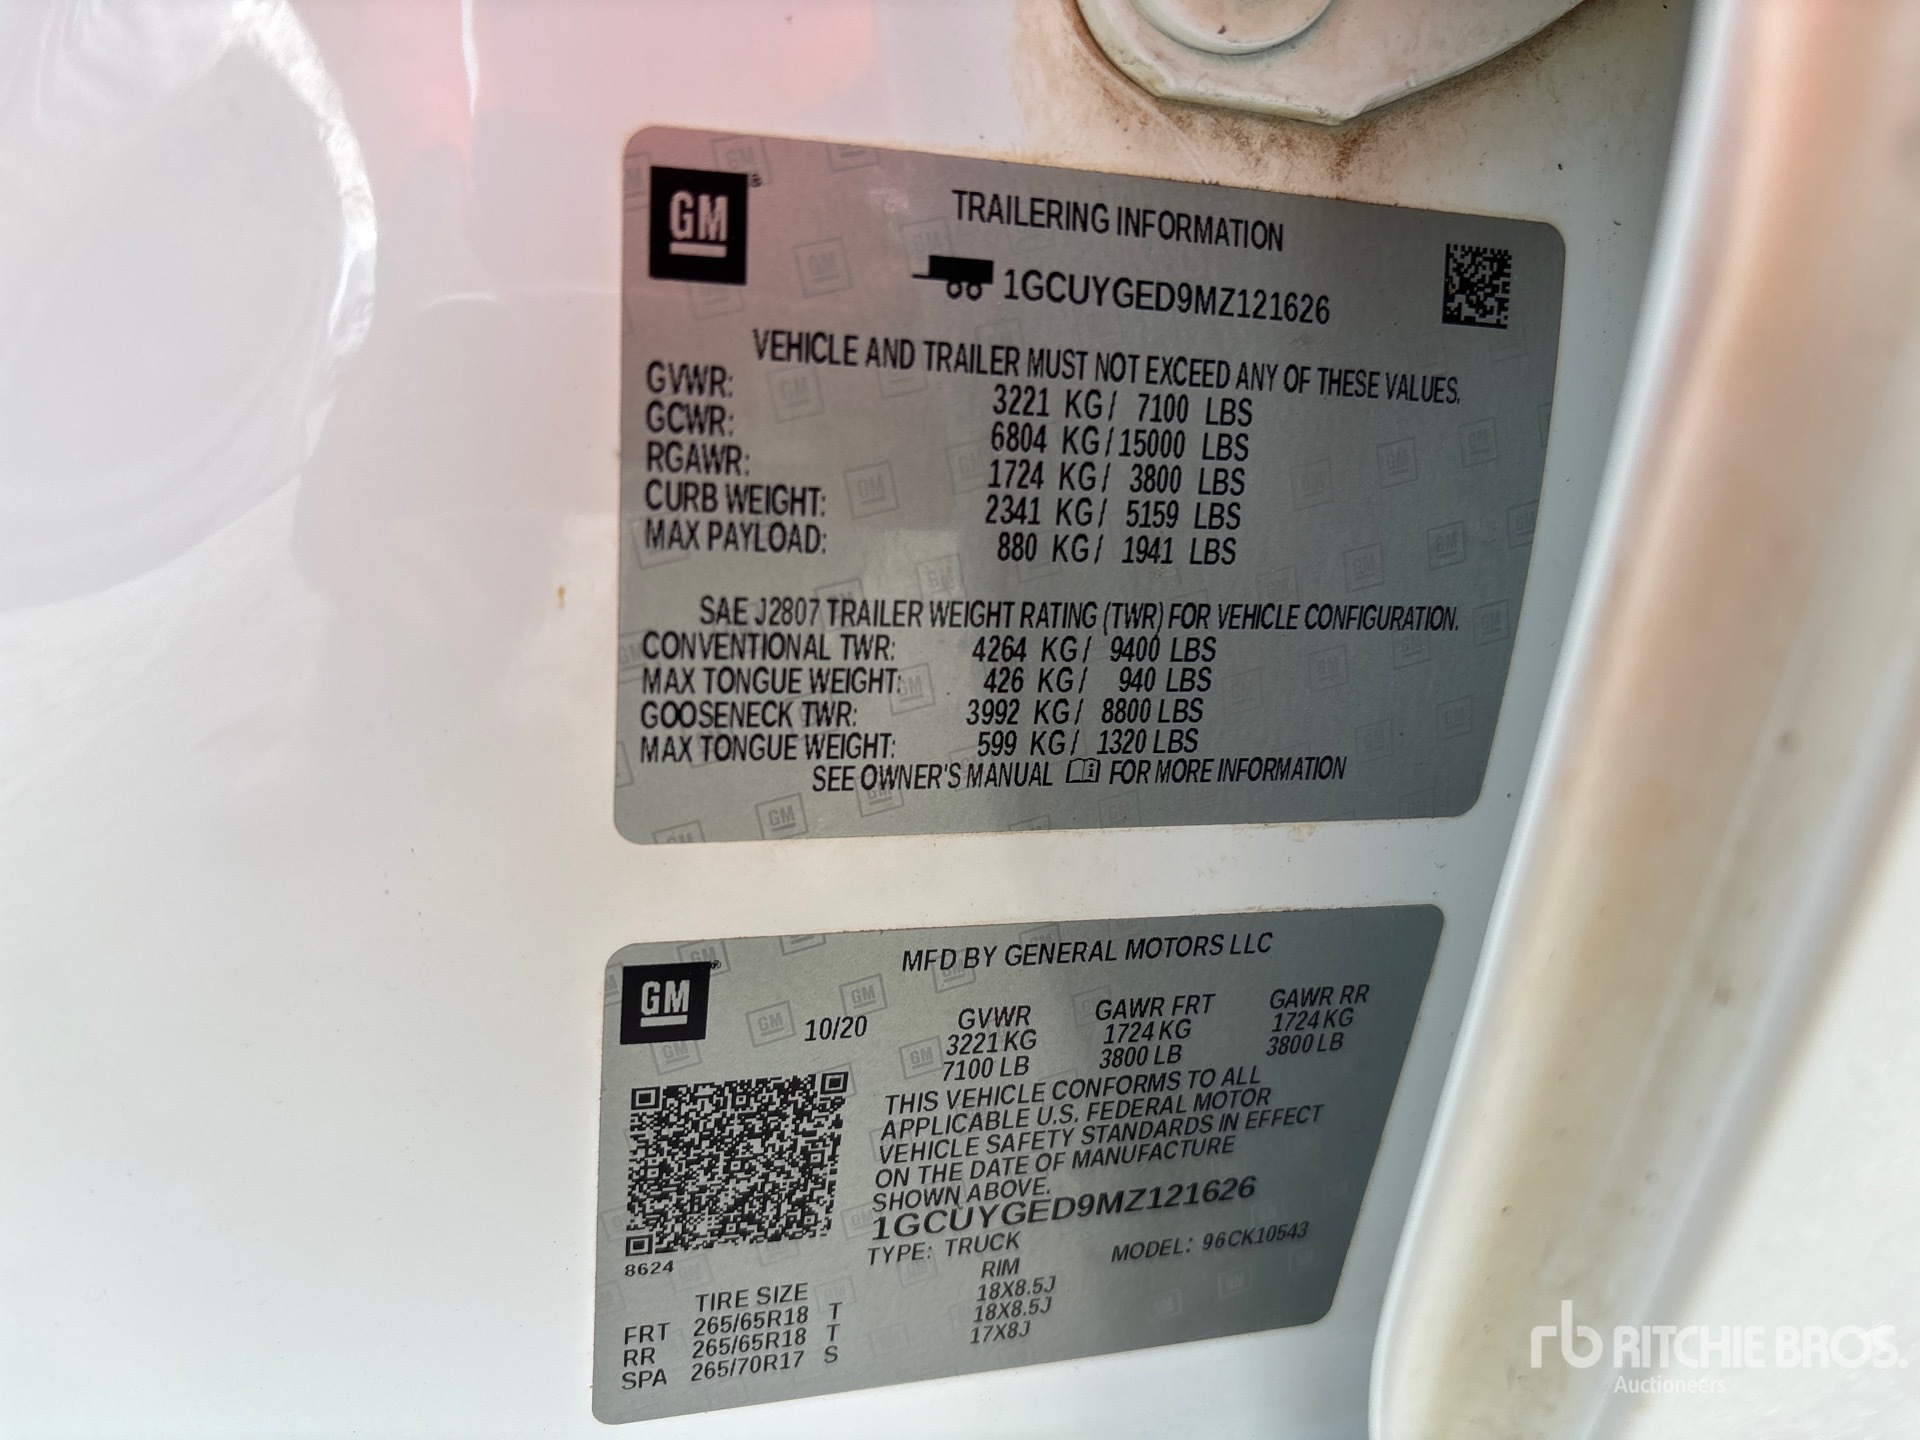 GM
TRAILERING INFORMATION
1GCUYGED9MZ121626
VEHICLE AND TRAILER MUST NOT EXCEED ANY OF THESE VALUES.
GVWR: 3221 KG/ 7100 LBS
GCWR: 6804 KG/15000 LBS
RGAWR: 1724 KG/ 3800 LBS
CURB WEIGHT: 2341 KG/ 5159 LBS
MAX PAYLOAD: 880 KG/ 1941 LBS
SAE J2807 TRAILER WEIGHT RATING (TWR) FOR VEHICLE CONFIGURATION.
CONVENTIONAL TWR: 4264 KG/ 9400 LBS
MAX TONGUE WEIGHT: 426 KG/ 940 LBS
GOOSENECK TWR: 3992 KG/ 8800 LBS
MAX TONGUE WEIGHT: 599 KG/ 1320 LBS
SEE OWNER'S MANUAL FOR MORE INFORMATION
GM
MFD BY GENERAL MOTORS LLC
10/20 GVWR GAWR FRT GAWR RR
3221 KG 1724 KG 1724 KG
7100 LB 3800 LB 3800 LB
THIS VEHICLE CONFORMS TO ALL
APPLICABLE U.S. FEDERAL MOTOR
VEHICLE SAFETY STANDARDS IN EFFECT
ON THE DATE OF MANUFACTURE
SHOWN ABOVE.
1GCUYGED9MZ121626
TYPE: TRUCK MODEL: 96CK10543
8624
TIRE SIZE RIM
FRT 265/65R18 T 18X8.5J
RR 265/65R18 T 18X8.5J
SPA 265/70R17 S 17X8J
rb RITCHIE BROS.
Auctioneers